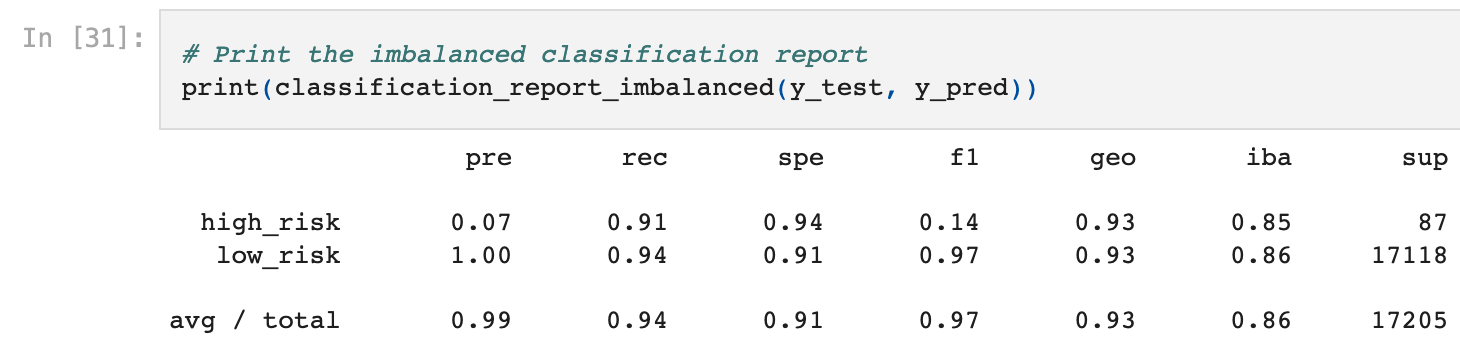 In [31]:
# Print the imbalanced classification report
print(classification_report_imbalanced(y_test, y_pred))
pre rec spe f1 geo iba sup
high_risk 0.07 0.91 0.94 0.14 0.93 0.85 87
low_risk 1.00 0.94 0.91 0.97 0.93 0.86 17118
avg / total 0.99 0.94 0.91 0.97 0.93 0.86 17205